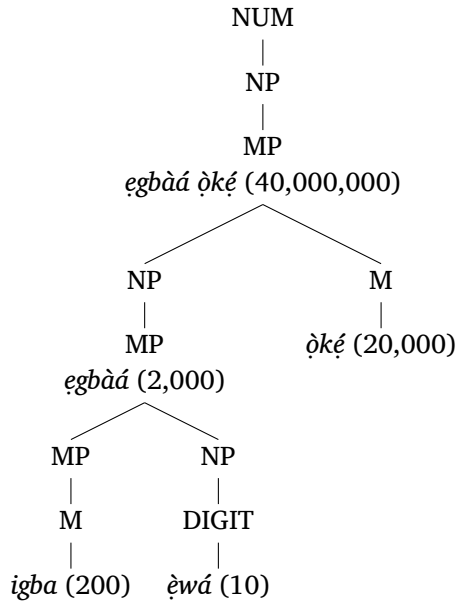 NUM
NP
MP
ẹgbàá ọ̀kẹ́ (40,000,000)
NP M
MP ọ̀kẹ́ (20,000)
ẹgbàá (2,000)
MP NP
M DIGIT
igba (200) ẹ̀wá (10)